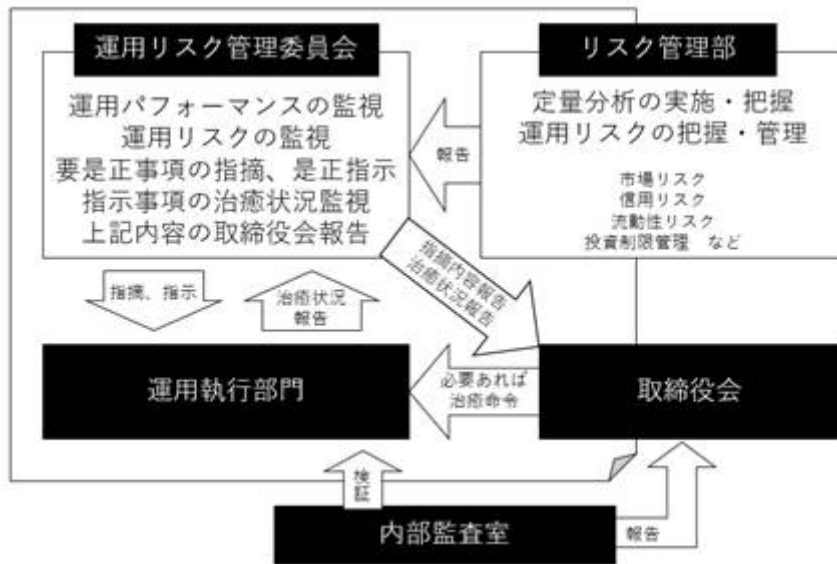 運用リスク管理委員会
運用パフォーマンスの監視
運用リスクの監視
要是正事項の指摘、是正指示
指示事項の治癒状況監視
上記内容の取締役会報告
リスク管理部
定量分析の実施・把握
運用リスクの把握・管理
市場リスク
信用リスク
流動性リスク
投資制限管理 など
報告
指摘内容報告
治癒状況報告
指摘、指示
治癒状況
報告
運用執行部門
必要あれば
治癒命令
取締役会
検証
内部監査室
報告